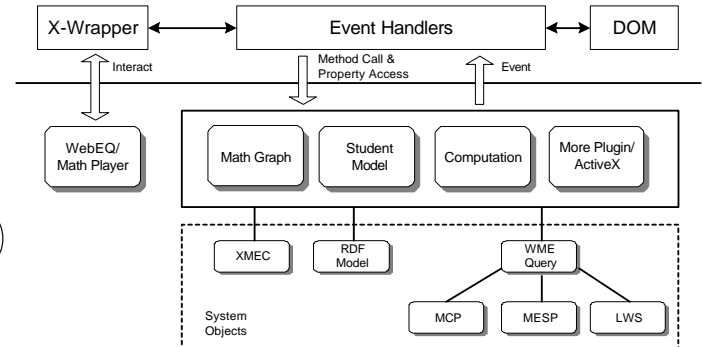 X-Wrapper
Event Handlers
DOM
Interact
Method Call &
Property Access
Event
WebEQ/
Math Player
Math Graph
Student
Model
Computation
More Plugin/
ActiveX
XMEC
RDF
Model
WME
Query
MCP
MESP
LWS
System
Objects